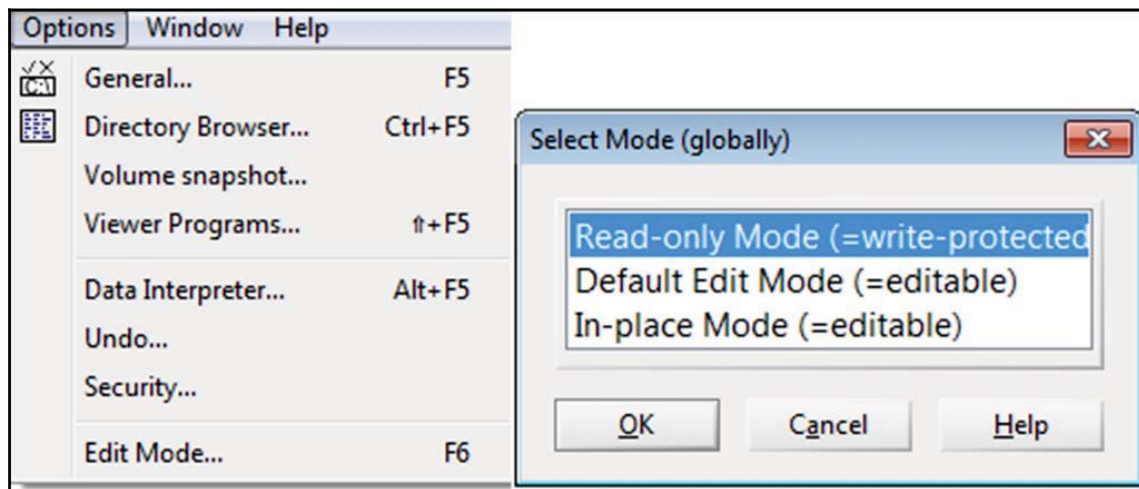 Options Window Help
General... F5
Directory Browser... Ctrl+F5
Volume snapshot...
Viewer Programs... ⇑+F5
Data Interpreter... Alt+F5
Undo...
Security...
Edit Mode... F6
Select Mode (globally)
Read-only Mode (=write-protected
Default Edit Mode (=editable)
In-place Mode (=editable)
OK Cancel Help